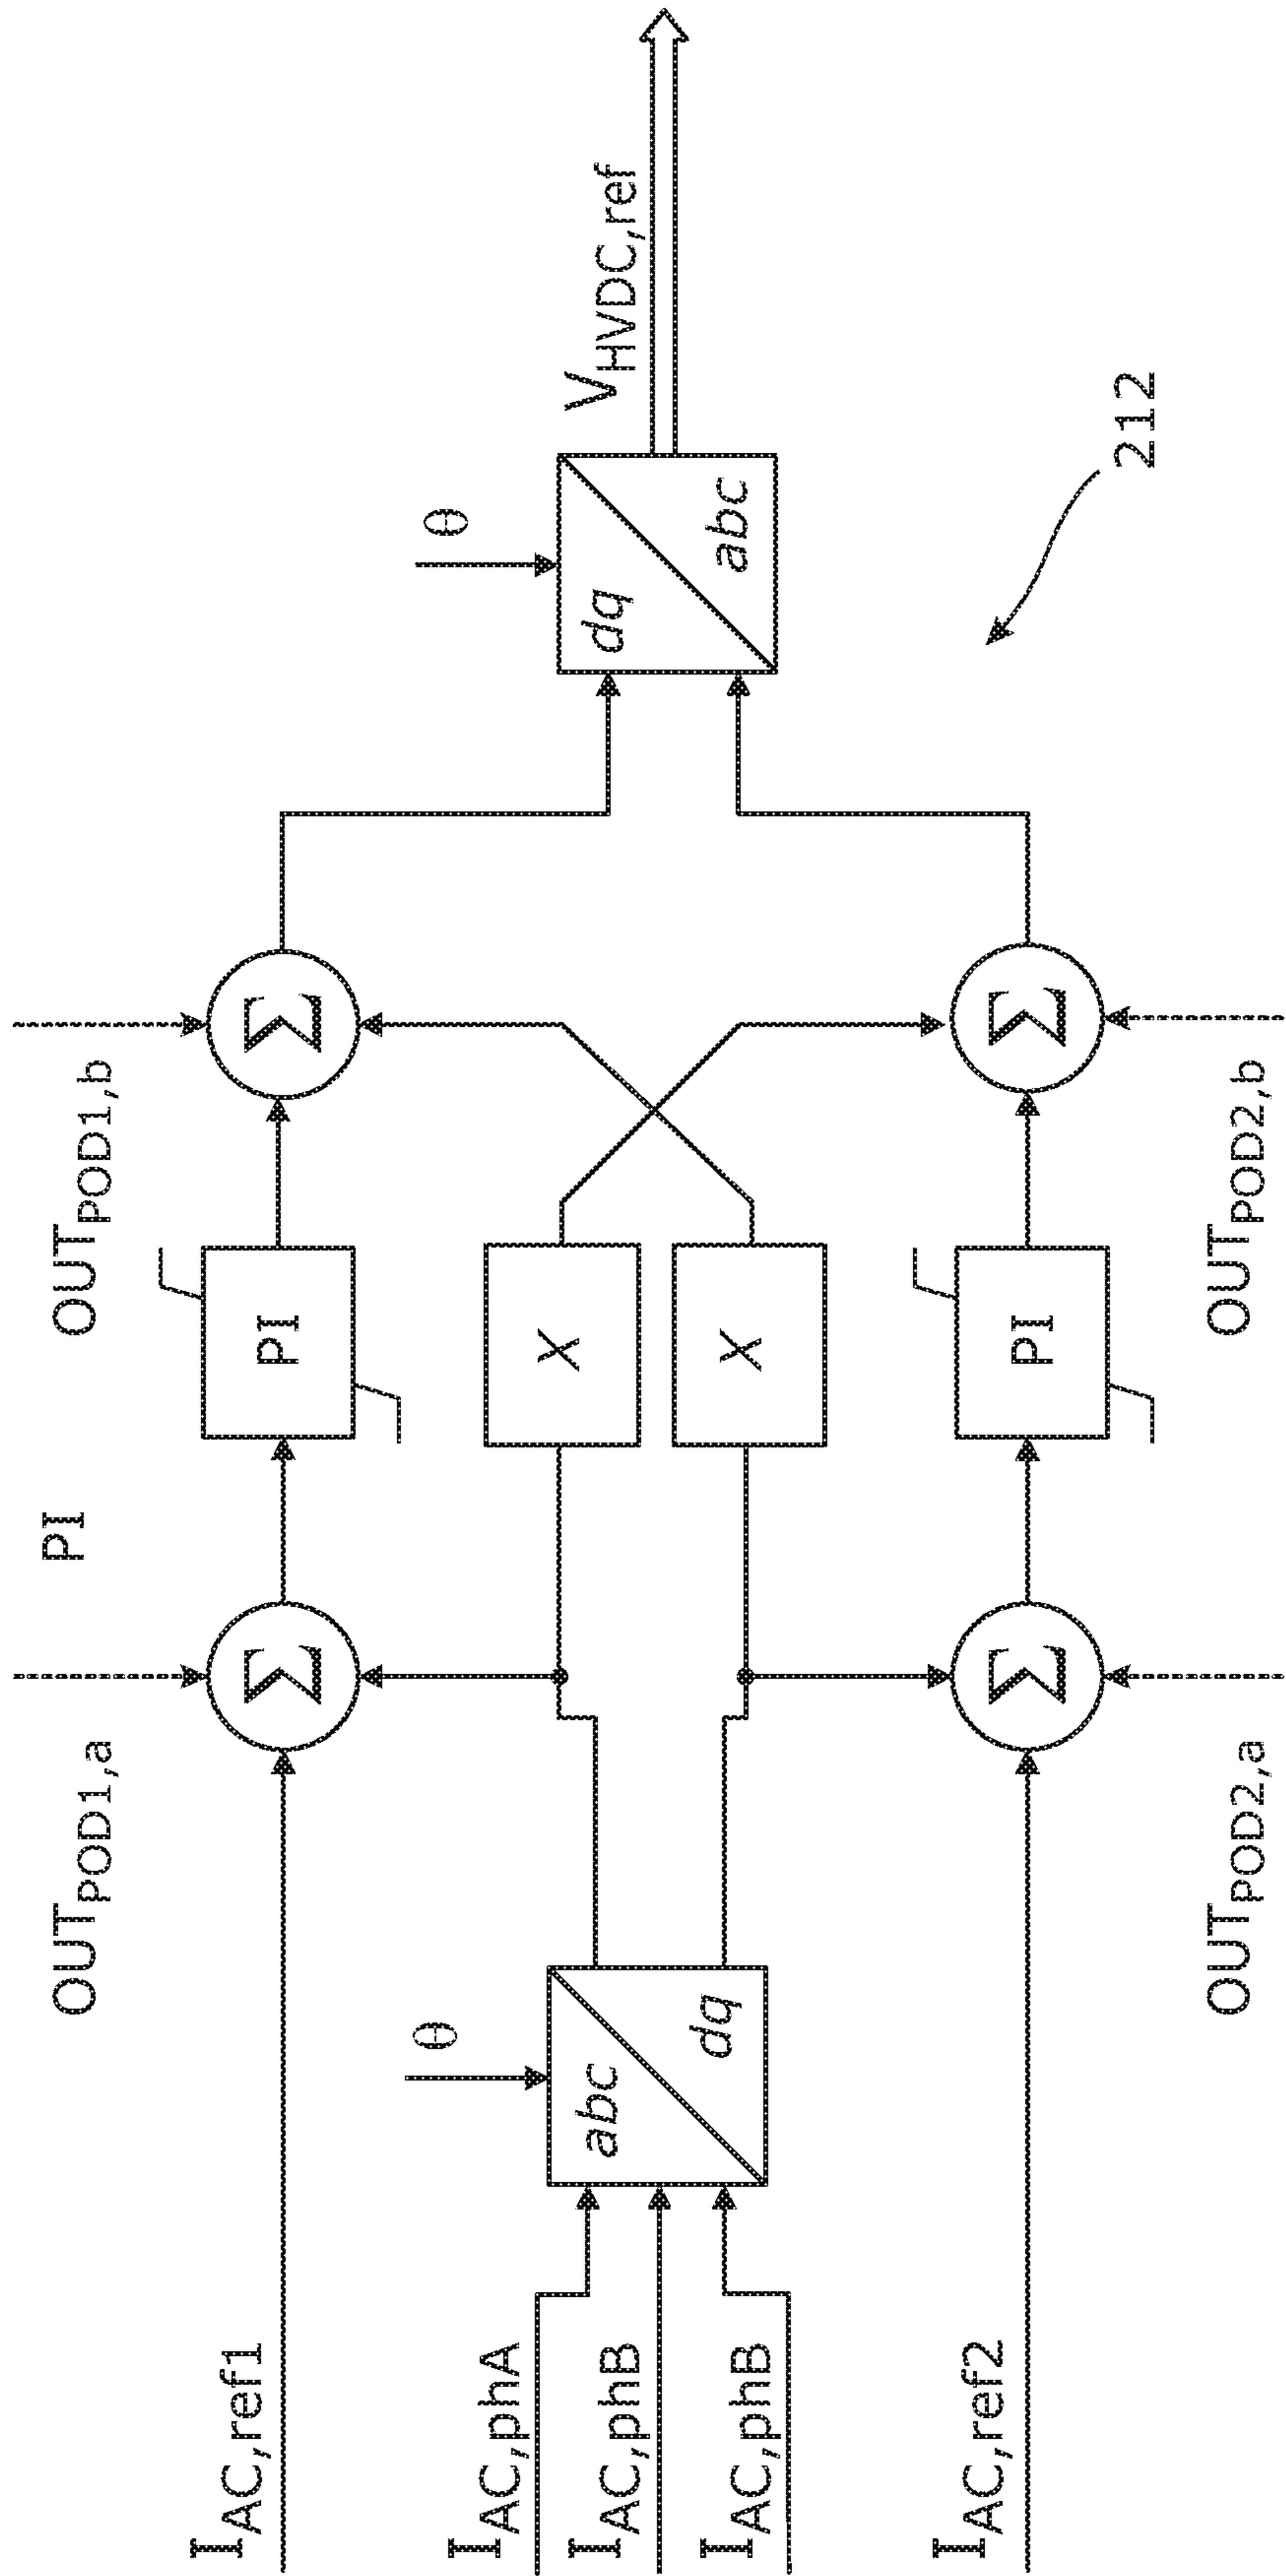 OUT_POD1,a
PI
OUT_POD1,b
I_AC,ref1
Σ
PI
Σ
θ
θ
V_HVDC,ref
I_AC,phA
abc
X
dq
I_AC,phB
I_AC,phB
dq
X
abc
I_AC,ref2
Σ
PI
Σ
212
OUT_POD2,a
OUT_POD2,b